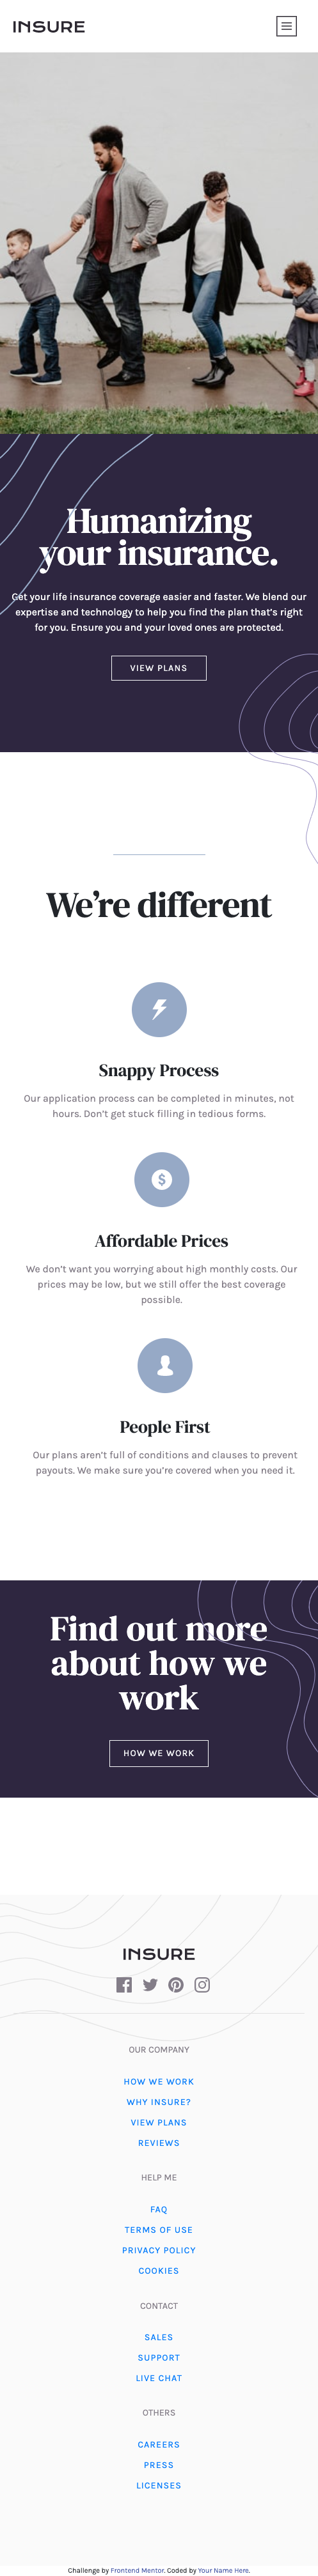 INSURE
Humanizing
your insurance.
Get your life insurance coverage easier and faster. We blend our
expertise and technology to help you find the plan that’s right
for you. Ensure you and your loved ones are protected.
VIEW PLANS
We’re different
Snappy Process
Our application process can be completed in minutes, not
hours. Don’t get stuck filling in tedious forms.
$
Affordable Prices
We don’t want you worrying about high monthly costs. Our
prices may be low, but we still offer the best coverage
possible.
People First
Our plans aren’t full of conditions and clauses to prevent
payouts. We make sure you’re covered when you need it.
Find out more
about how we
work
HOW WE WORK
INSURE
OUR COMPANY
HOW WE WORK
WHY INSURE?
VIEW PLANS
REVIEWS
HELP ME
FAQ
TERMS OF USE
PRIVACY POLICY
COOKIES
CONTACT
SALES
SUPPORT
LIVE CHAT
OTHERS
CAREERS
PRESS
LICENSES
Challenge by Frontend Mentor. Coded by Your Name Here.